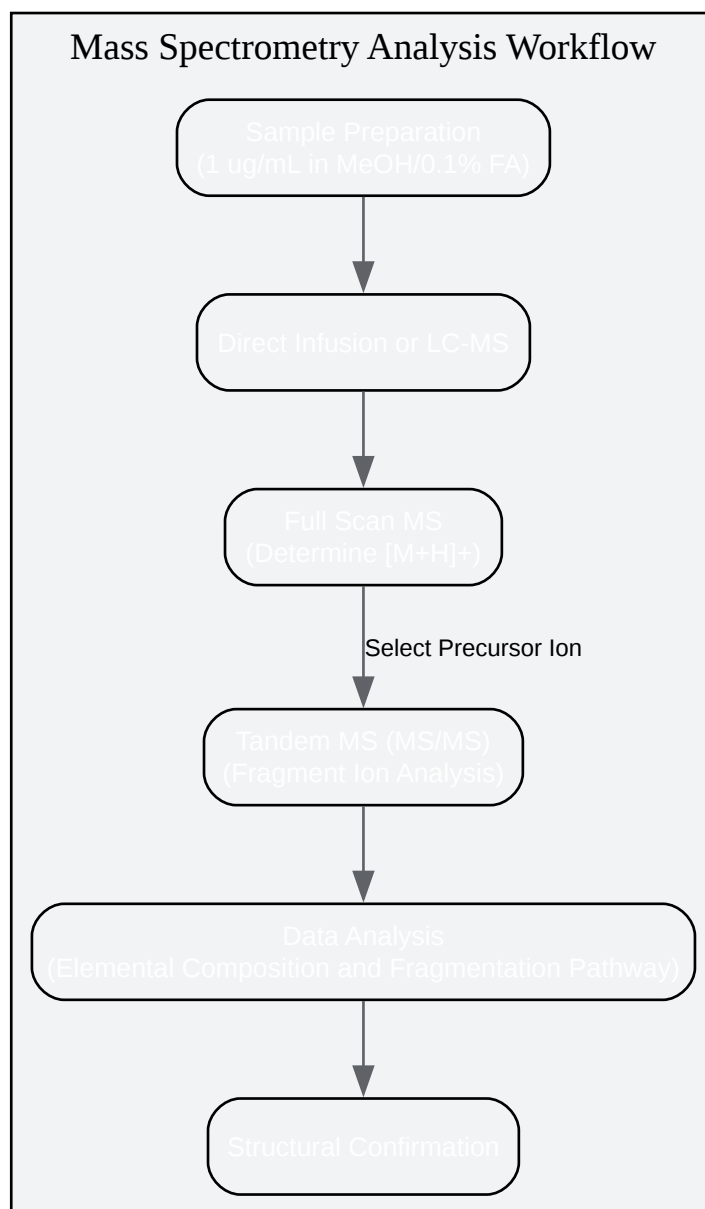 Mass Spectrometry Analysis Workflow
Sample Preparation
(1 ug/mL in MeOH/0.1% FA)
Direct Infusion or LC-MS
Full Scan MS
(Determine [M+H]+)
Select Precursor Ion
Tandem MS (MS/MS)
(Fragment Ion Analysis)
Data Analysis
(Elemental Composition and Fragmentation Pathway)
Structural Confirmation